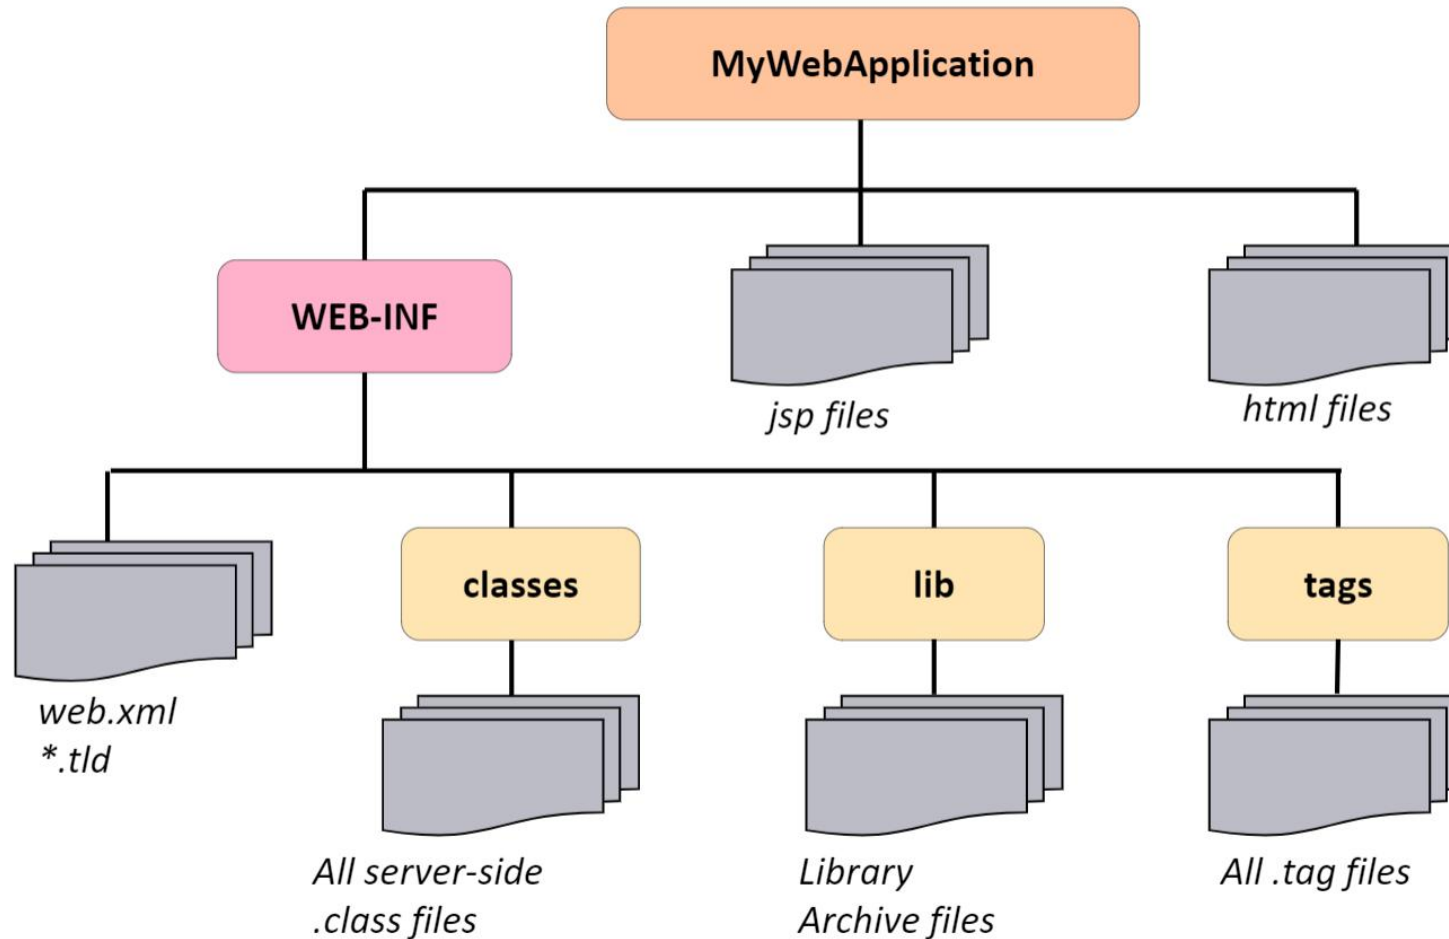 MyWebApplication
WEB-INF
jsp files
html files
classes
lib
tags
web.xml
*.tld
All server-side
.class files
Library
Archive files
All .tag files